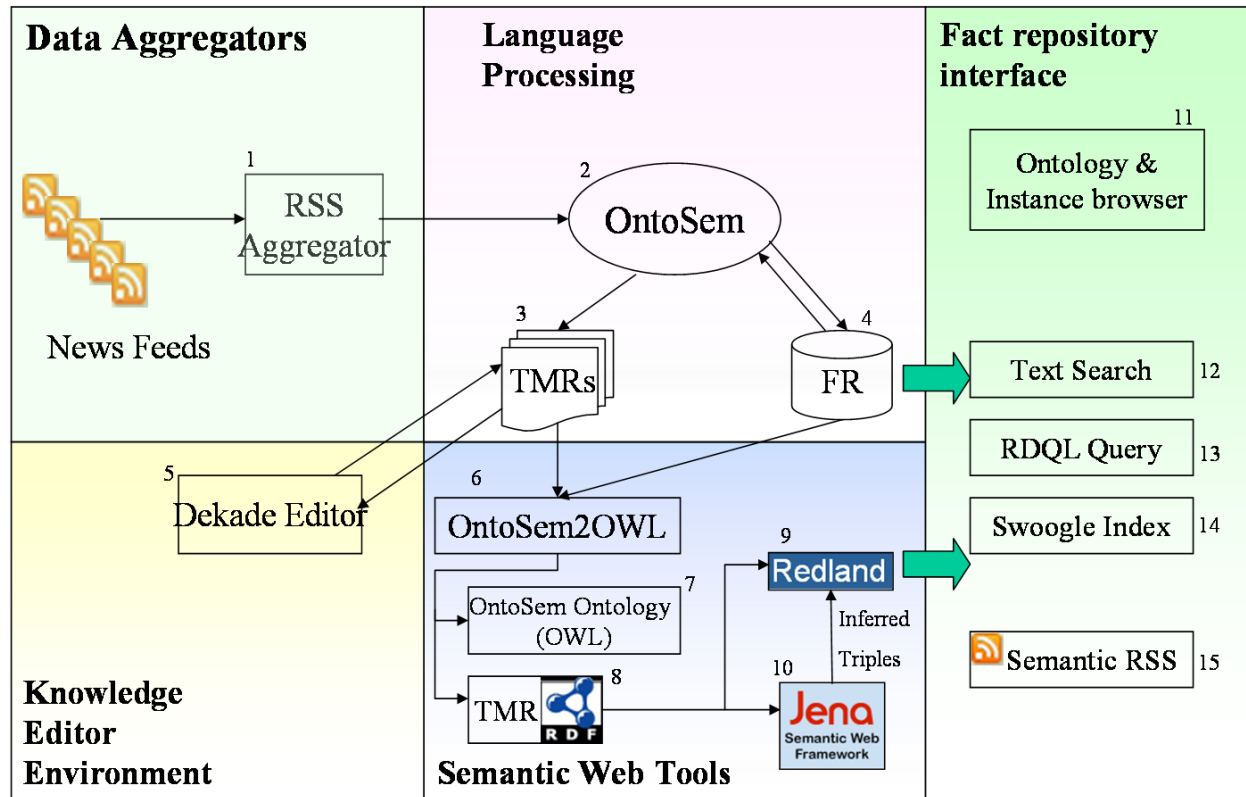 Data Aggregators
Language
Processing
Fact repository
interface
1
RSS
Aggregator
News Feeds
2
OntoSem
3
TMRs
4
FR
11
Ontology &
Instance browser
Text Search
12
RDQL Query
13
Swoogle Index
14
Semantic RSS
15
5
Dekade Editor
Knowledge
Editor
Environment
6
OntoSem2OWL
7
OntoSem Ontology
(OWL)
8
TMR
RDF
9
Redland
Inferred
Triples
10
Jena
Semantic Web
Framework
Semantic Web Tools